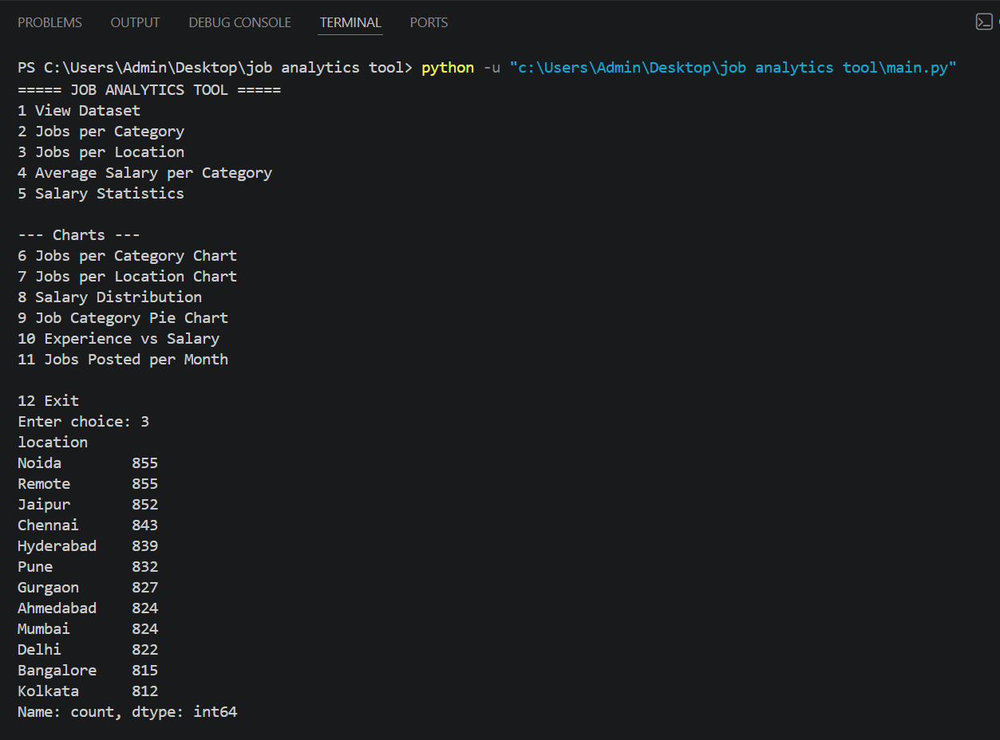 PROBLEMS OUTPUT DEBUG CONSOLE TERMINAL PORTS
PS C:\Users\Admin\Desktop\job analytics tool> python -u "c:\Users\Admin\Desktop\job analytics tool\main.py"
===== JOB ANALYTICS TOOL =====
1 View Dataset
2 Jobs per Category
3 Jobs per Location
4 Average Salary per Category
5 Salary Statistics
--- Charts ---
6 Jobs per Category Chart
7 Jobs per Location Chart
8 Salary Distribution
9 Job Category Pie Chart
10 Experience vs Salary
11 Jobs Posted per Month
12 Exit
Enter choice: 3
location
Noida        855
Remote       855
Jaipur       852
Chennai      843
Hyderabad    839
Pune         832
Gurgaon      827
Ahmedabad    824
Mumbai       824
Delhi        822
Bangalore    815
Kolkata      812
Name: count, dtype: int64